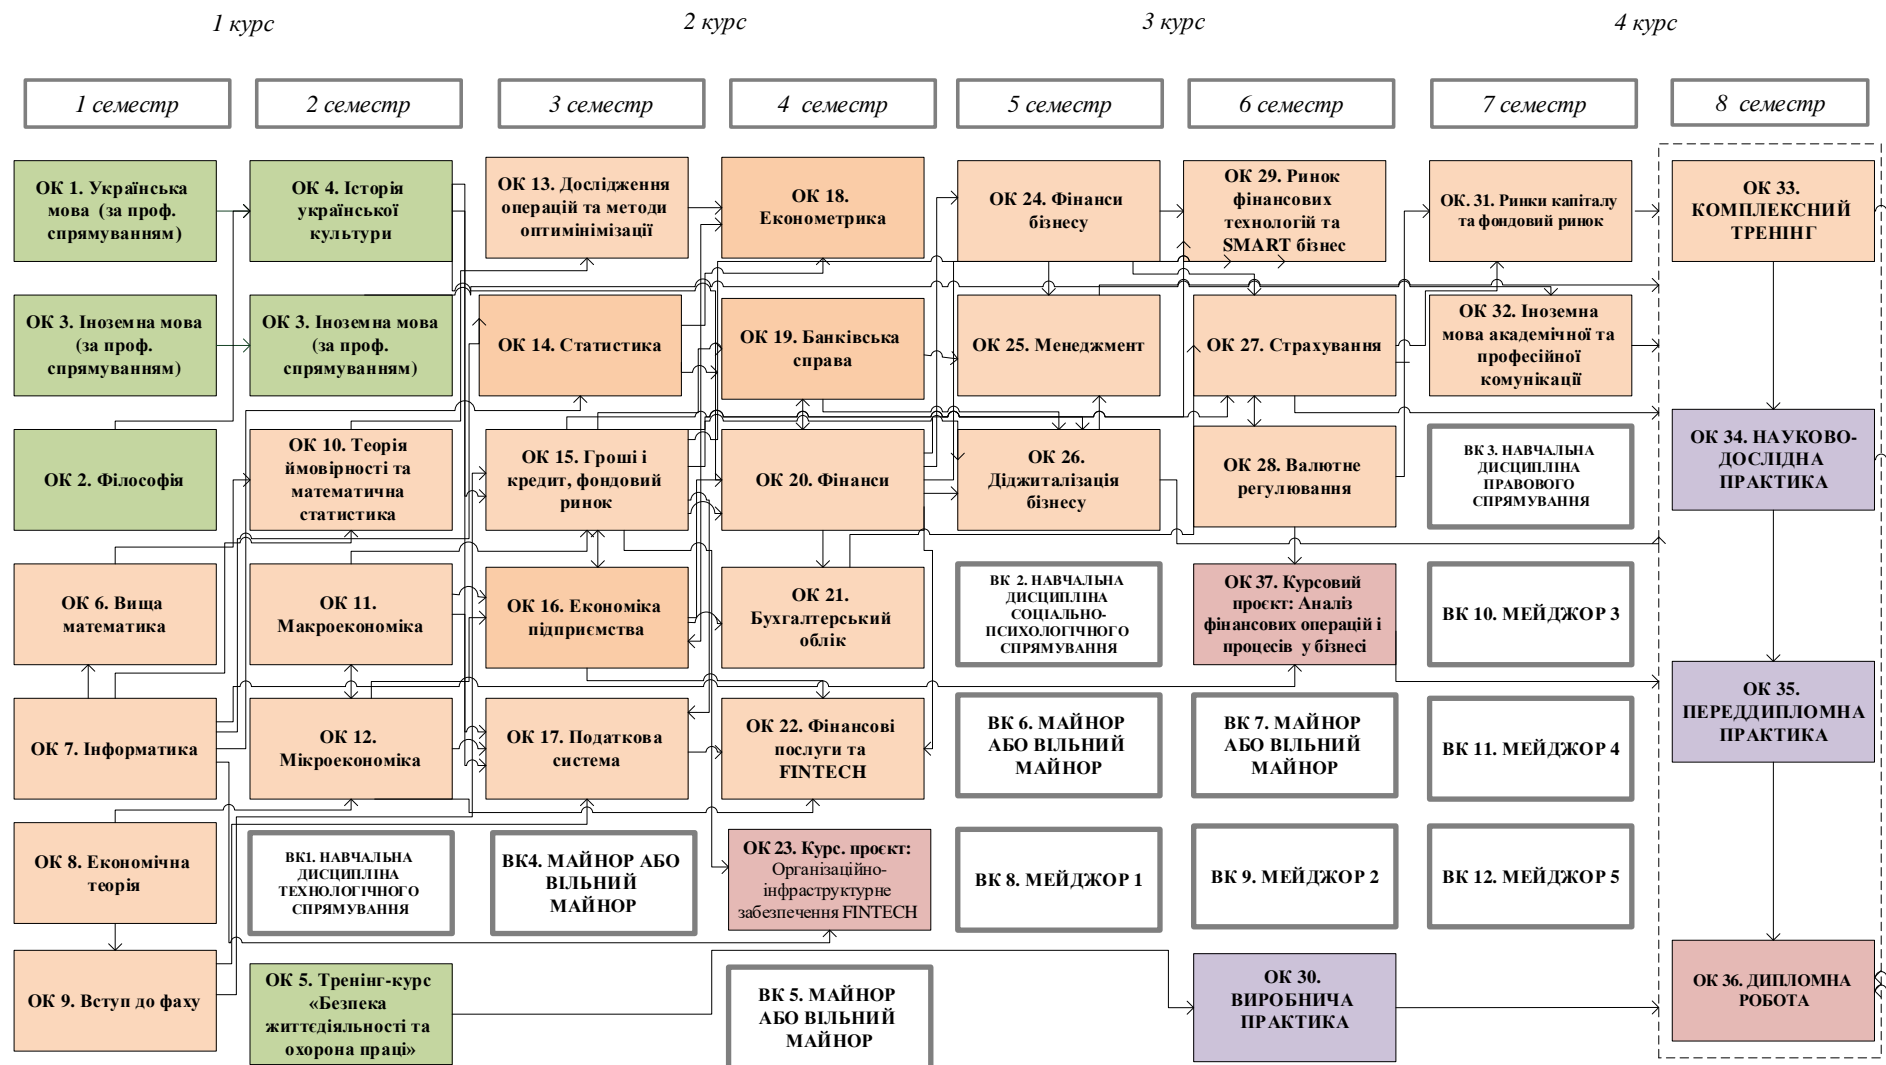 1 курс
2 курс
3 курс
4 курс
1 семестр
2 семестр
3 семестр
4 семестр
5 семестр
6 семестр
7 семестр
8 семестр
ОК 1. Українська
мова (за проф.
спрямуванням)
ОК 3. Іноземна мова
(за проф.
спрямуванням)
ОК 2. Філософія
ОК 6. Вища
математика
ОК 7. Інформатика
ОК 8. Економічна
теорія
ОК 9. Вступ до фаху
ОК 4. Історія
української
культури
ОК 3. Іноземна мова
(за проф.
спрямуванням)
ОК 10. Теорія
ймовірності та
математична
статистика
ОК 11.
Макроекономіка
ОК 12.
Мікроекономіка
ВК1. НАВЧАЛЬНА
ДИСЦИПЛІНА
ТЕХНОЛОГІЧНОГО
СПРЯМУВАННЯ
ОК 5. Тренінг-курс
«Безпека
життєдіяльності та
охорона праці»
ОК 13. Дослідження
операцій та методи
оптимінімізації
ОК 14. Статистика
ОК 15. Гроші і
кредит, фондовий
ринок
ОК 16. Економіка
підприємства
ОК 17. Податкова
система
ВК4. МАЙНОР АБО
ВІЛЬНИЙ
МАЙНОР
ОК 18.
Економетрика
ОК 19. Банківська
справа
ОК 20. Фінанси
ОК 21.
Бухгалтерський
облік
ОК 22. Фінансові
послуги та
FINTECH
ОК 23. Курс. проєкт:
Організаційно-
інфраструктурне
забезпечення FINTECH
ВК 5. МАЙНОР
АБО ВІЛЬНИЙ
МАЙНОР
ОК 24. Фінанси
бізнесу
ОК 25. Менеджмент
ОК 26.
Діджиталізація
бізнесу
ВК 2. НАВЧАЛЬНА
ДИСЦИПЛІНА
СОЦІАЛЬНО-
ПСИХОЛОГІЧНОГО
СПРЯМУВАННЯ
ВК 6. МАЙНОР
АБО ВІЛЬНИЙ
МАЙНОР
ВК 8. МЕЙДЖОР 1
ОК 29. Ринок
фінансових
технологій та
SMART бізнес
ОК 27. Страхування
ОК 28. Валютне
регулювання
ОК 37. Курсовий
проєкт: Аналіз
фінансових операцій і
процесів у бізнесі
ВК 7. МАЙНОР
АБО ВІЛЬНИЙ
МАЙНОР
ВК 9. МЕЙДЖОР 2
ОК 30.
ВИРОБНИЧА
ПРАКТИКА
ОК. 31. Ринки капіталу
та фондовий ринок
ОК 32. Іноземна
мова академічної та
професійної
комунікації
ВК 3. НАВЧАЛЬНА
ДИСЦИПЛІНА
ПРАВОВОГО
СПРЯМУВАННЯ
ВК 10. МЕЙДЖОР 3
ВК 11. МЕЙДЖОР 4
ВК 12. МЕЙДЖОР 5
ОК 33.
КОМПЛЕКСНИЙ
ТРЕНІНГ
ОК 34. НАУКОВО-
ДОСЛІДНА
ПРАКТИКА
ОК 35.
ПЕРЕДДИПЛОМНА
ПРАКТИКА
ОК 36. ДИПЛОМНА
РОБОТА